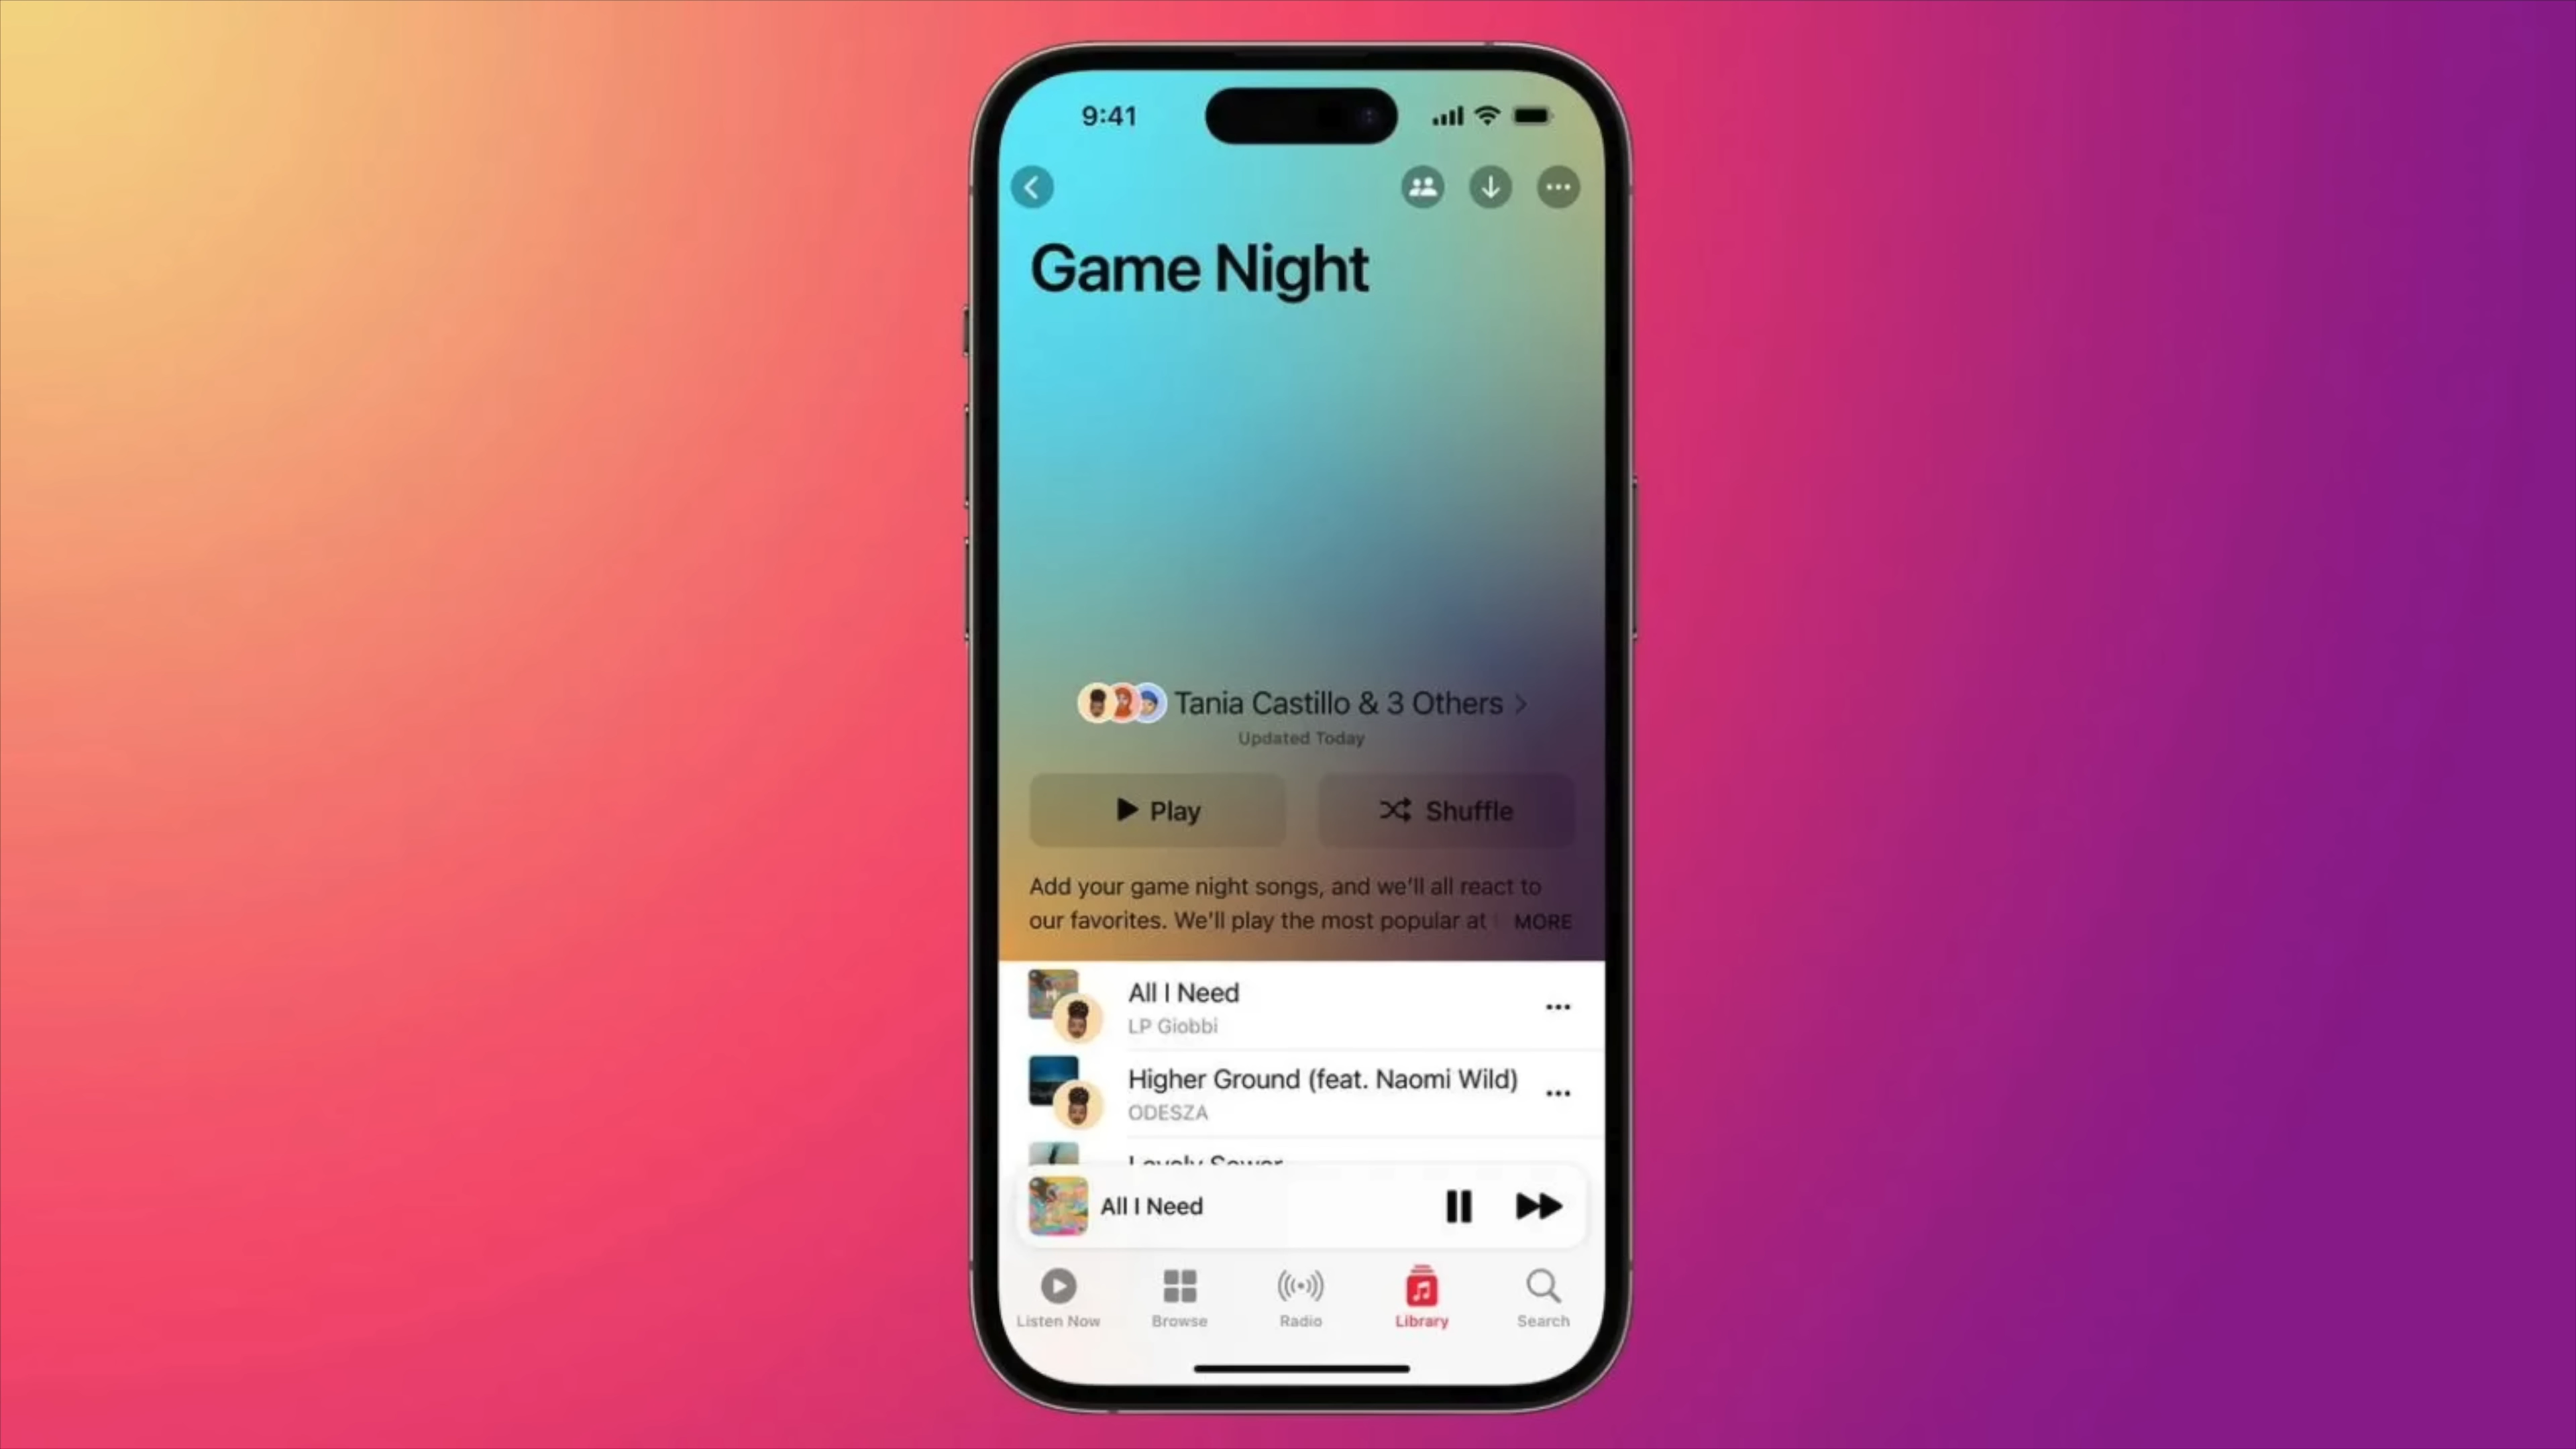 9:41
Game Night
Tania Castillo & 3 Others
Updated Today
Play
Shuffle
Add your game night songs, and we'll all react to
our favorites. We'll play the most popular at
MORE
All I Need
LP Giobbi
Higher Ground (feat. Naomi Wild)
ODESZA
Lovely Sewer
All I Need
Listen Now
Browse
Radio
Library
Search